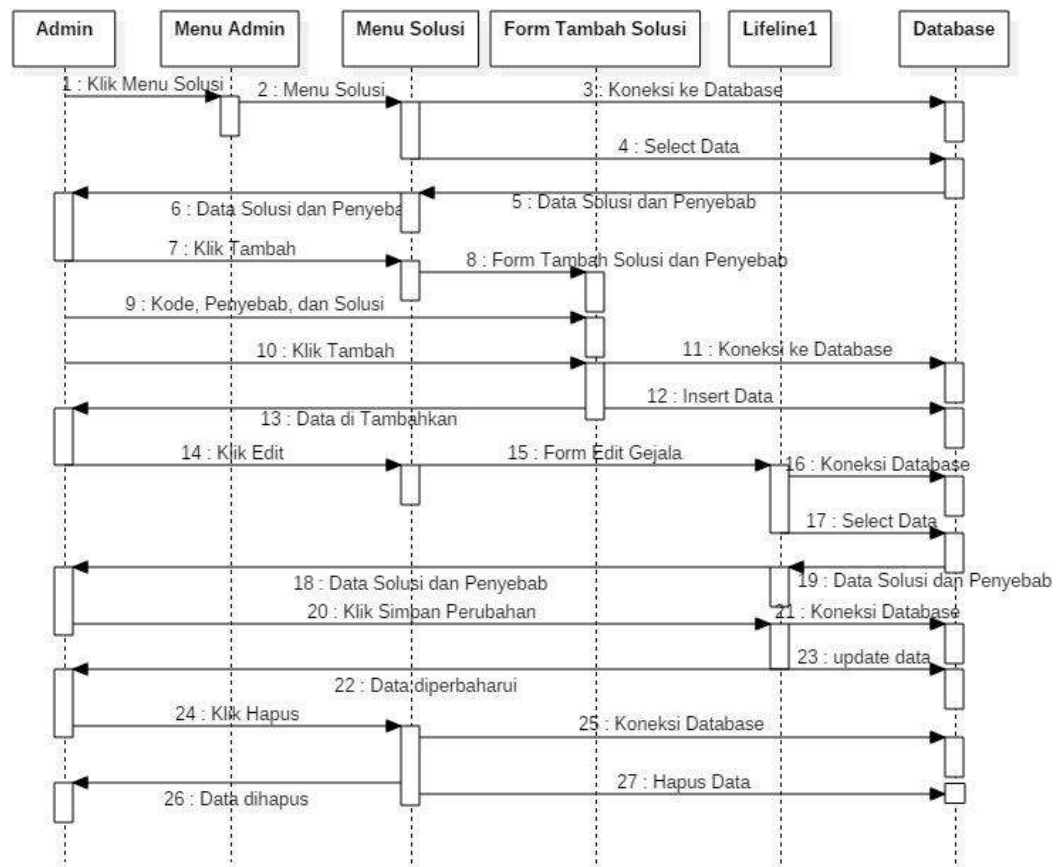 Admin
Menu Admin
Menu Solusi
Form Tambah Solusi
Lifeline1
Database
1 : Klik Menu Solusi
2 : Menu Solusi
3 : Koneksi ke Database
4 : Select Data
5 : Data Solusi dan Penyebab
6 : Data Solusi dan Penyeba
7 : Klik Tambah
8 : Form Tambah Solusi dan Penyebab
9 : Kode, Penyebab, dan Solusi
10 : Klik Tambah
11 : Koneksi ke Database
12 : Insert Data
13 : Data di Tambahkan
14 : Klik Edit
15 : Form Edit Gejala
16 : Koneksi Database
17 : Select Data
18 : Data Solusi dan Penyebab
19 : Data Solusi dan Penyebab
20 : Klik Simpan Perubahan
21 : Koneksi Database
23 : update data
22 : Data diperbaharui
24 : Klik Hapus
25 : Koneksi Database
26 : Data dihapus
27 : Hapus Data